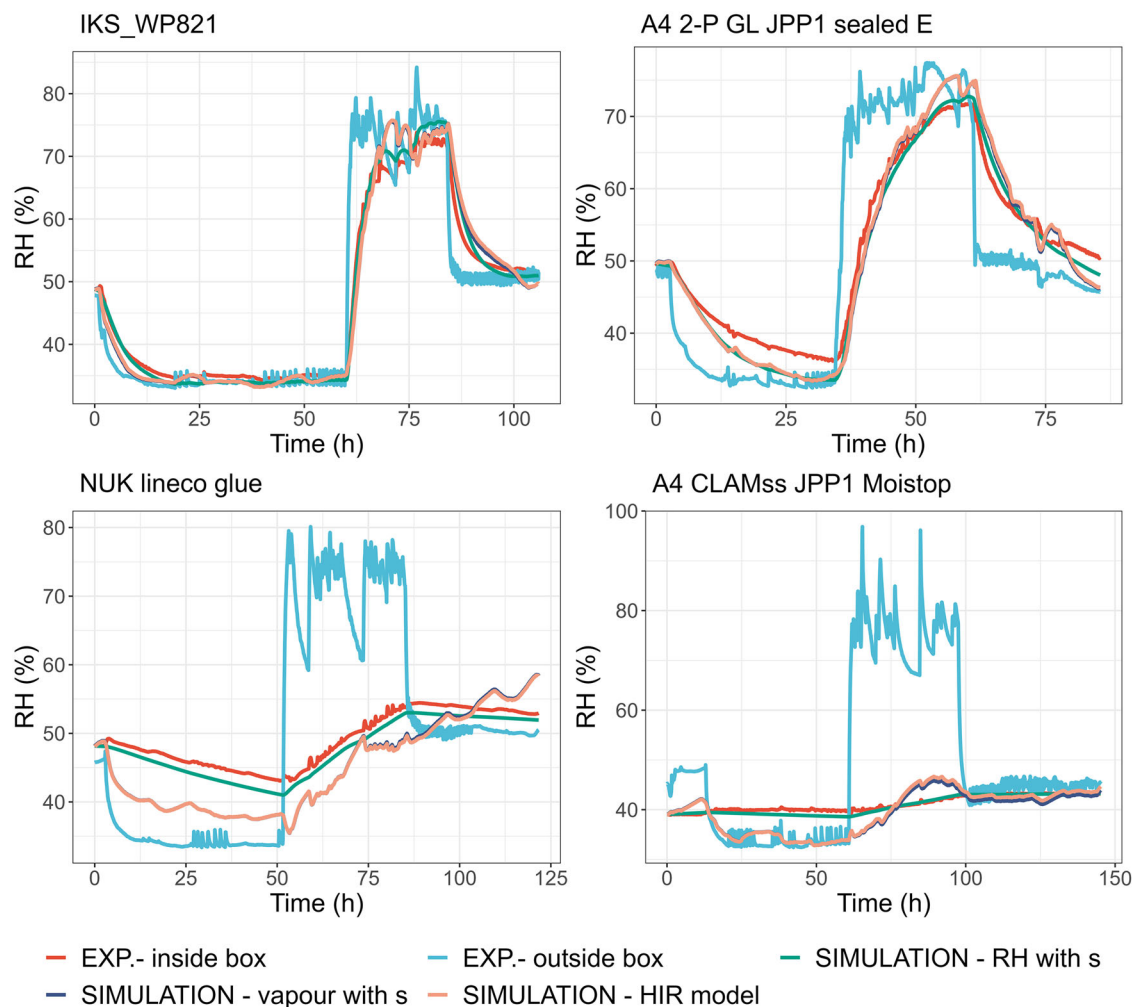 IKS_WP821
A4 2-P GL JPP1 sealed E
RH (%)
80
70
60
50
40
0
25
50
75
100
Time (h)
RH (%)
70
60
50
40
0
25
50
75
Time (h)
NUK lineco glue
A4 CLAMss JPP1 Moistop
RH (%)
80
70
60
50
40
0
25
50
75
100
125
Time (h)
RH (%)
100
80
60
40
0
50
100
150
Time (h)
EXP.- inside box
EXP.- outside box
SIMULATION - RH with s
SIMULATION - vapour with s
SIMULATION - HIR model